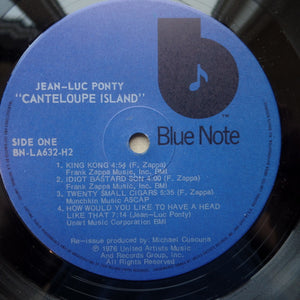 JEAN-LUC PONTY
"CANTELOUPE ISLAND"
Blue Note
SIDE ONE
BN-LA632-H2
1. KING KONG 4:54 (F. Zappa)
Frank Zappa Music, Inc. BMI
2. IDIOT BASTARD SON 4:00 (F. Zappa)
Frank Zappa Music, Inc. BMI
3. TWENTY SMALL CIGARS 5:35 (F. Zappa)
Munchkin Music ASCAP
4. HOW WOULD YOU LIKE TO HAVE A HEAD
LIKE THAT 7:14 (Jean-Luc Ponty)
Unart Music Corporation BMI
Re-issue produced by: Michael Cuscuna
℗ 1976 United Artists Music
And Records Group, Inc.
All Rights Reserved